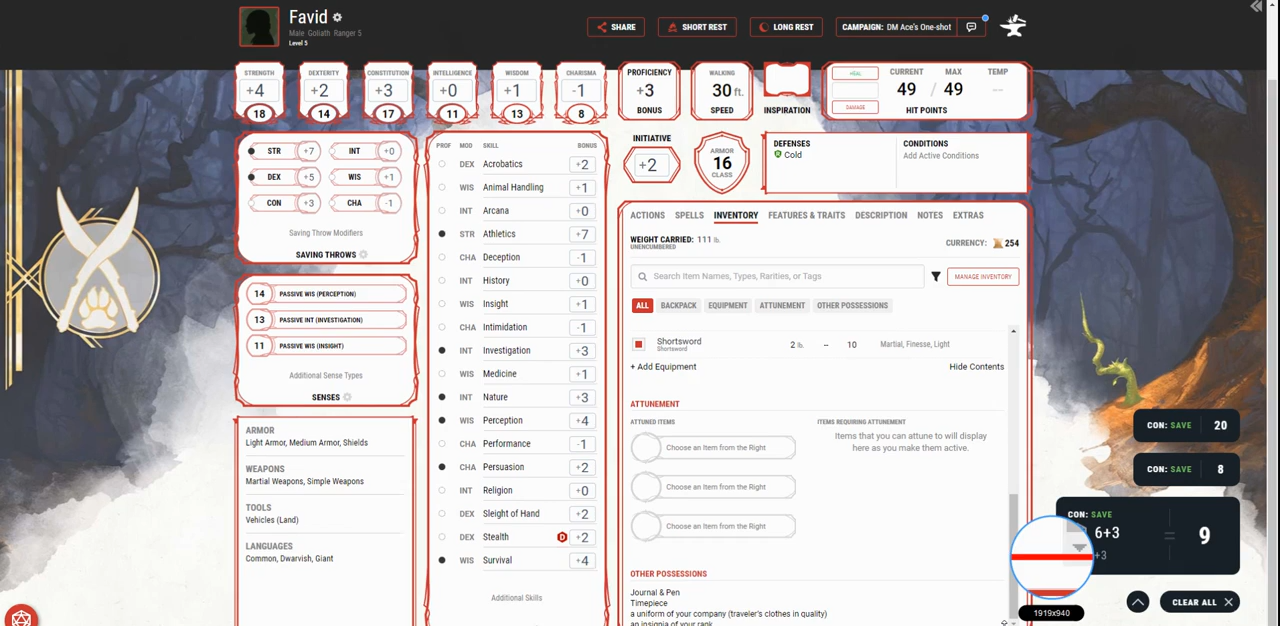 Favid
Male Goliath Ranger 5
Level 5
SHARE
SHORT REST
LONG REST
CAMPAIGN: DM Ace's One-shot
STRENGTH
+4
18
DEXTERITY
+2
14
CONSTITUTION
+3
17
INTELLIGENCE
+0
11
WISDOM
+1
13
CHARISMA
-1
8
PROFICIENCY
+3
BONUS
WALKING
30 ft.
SPEED
INSPIRATION
HEAL
DAMAGE
CURRENT MAX TEMP
49 / 49 --
HIT POINTS
STR +7
INT +0
DEX +5
WIS +1
CON +3
CHA -1
Saving Throw Modifiers
SAVING THROWS
14 PASSIVE WIS (PERCEPTION)
13 PASSIVE INT (INVESTIGATION)
11 PASSIVE WIS (INSIGHT)
Additional Sense Types
SENSES
ARMOR
Light Armor, Medium Armor, Shields
WEAPONS
Martial Weapons, Simple Weapons
TOOLS
Vehicles (Land)
LANGUAGES
Common, Dwarvish, Giant
PROF MOD SKILL BONUS
DEX Acrobatics +2
WIS Animal Handling +1
INT Arcana +0
STR Athletics +7
CHA Deception -1
INT History +0
WIS Insight +1
CHA Intimidation -1
INT Investigation +3
WIS Medicine +1
INT Nature +3
WIS Perception +4
CHA Performance -1
CHA Persuasion +2
INT Religion +0
DEX Sleight of Hand +2
DEX Stealth D +2
WIS Survival +4
Additional Skills
INITIATIVE
+2
ARMOR
16
CLASS
DEFENSES
Cold
CONDITIONS
Add Active Conditions
ACTIONS SPELLS INVENTORY FEATURES & TRAITS DESCRIPTION NOTES EXTRAS
WEIGHT CARRIED: 111 lb.
UNENCUMBERED
CURRENCY: 254
Search Item Names, Types, Rarities, or Tags
MANAGE INVENTORY
ALL BACKPACK EQUIPMENT ATTUNEMENT OTHER POSSESSIONS
Shortsword 2 lb. -- 10 Martial, Finesse, Light
Shortsword
+ Add Equipment Hide Contents
ATTUNEMENT
ATTUNED ITEMS
Choose an Item from the Right
Choose an Item from the Right
Choose an Item from the Right
ITEMS REQUIRING ATTUNEMENT
Items that you can attune to will display
here as you make them active.
OTHER POSSESSIONS
Journal & Pen
Timepiece
a uniform of your company (traveler's clothes in quality)
an insignia of your rank
CON: SAVE 20
CON: SAVE 8
CON: SAVE
6+3 = 9
+3
1919x940
CLEAR ALL